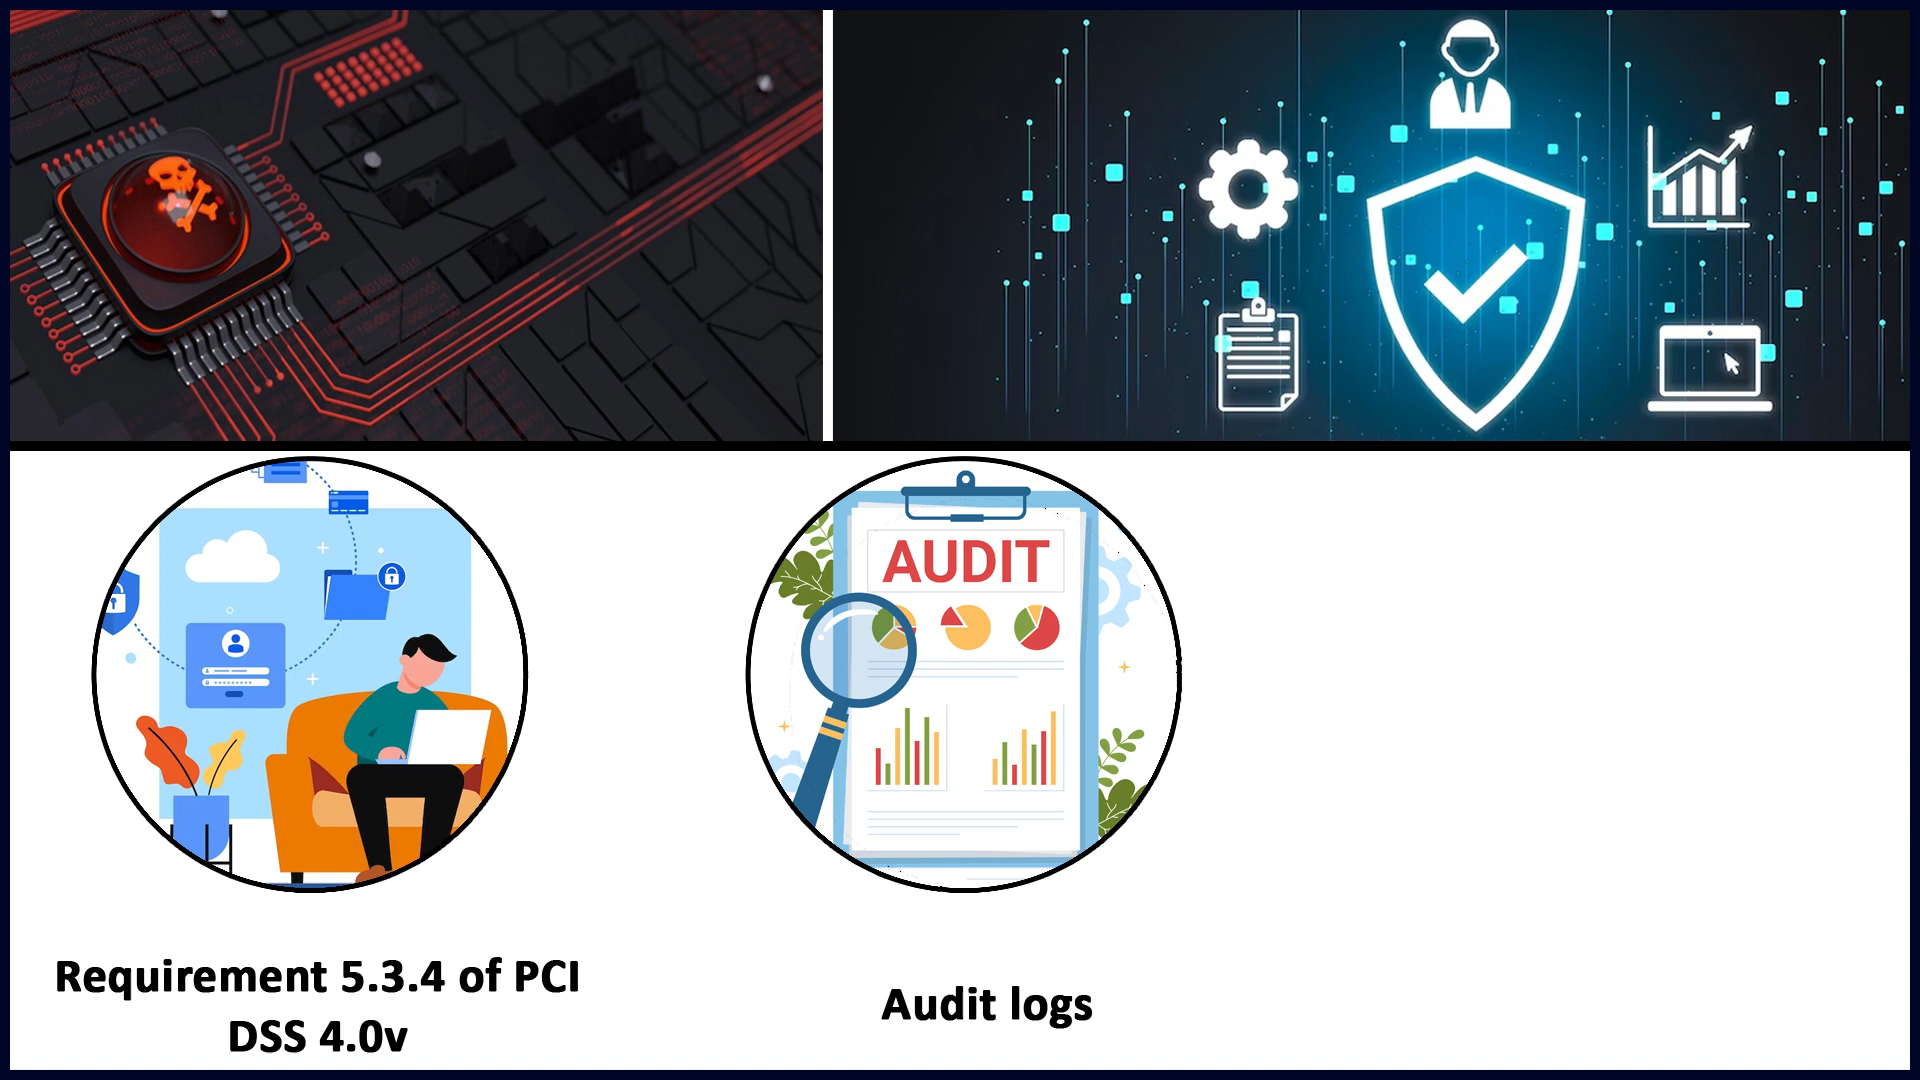 AUDIT
Requirement 5.3.4 of PCI
DSS 4.0v
Audit logs